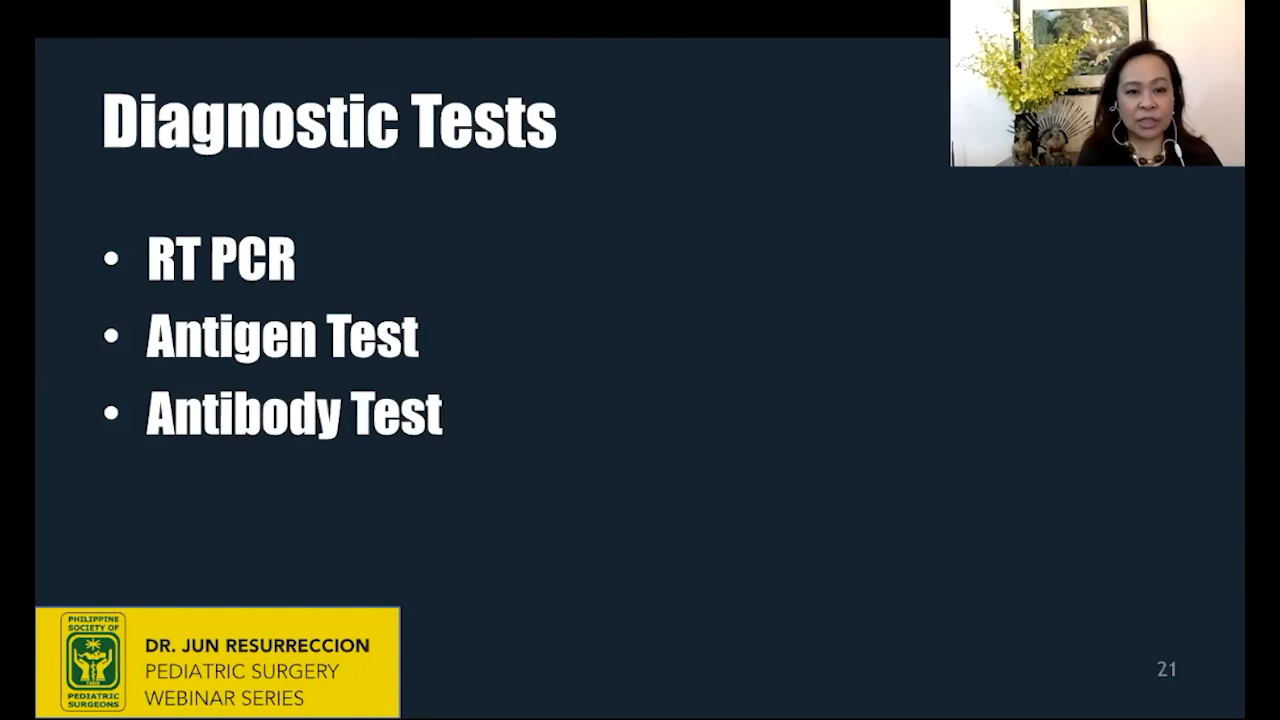 Diagnostic Tests
• RT PCR
• Antigen Test
• Antibody Test
PHILIPPINE
SOCIETY OF
PEDIATRIC
SURGEONS
DR. JUN RESURRECCION
PEDIATRIC SURGERY
WEBINAR SERIES
21